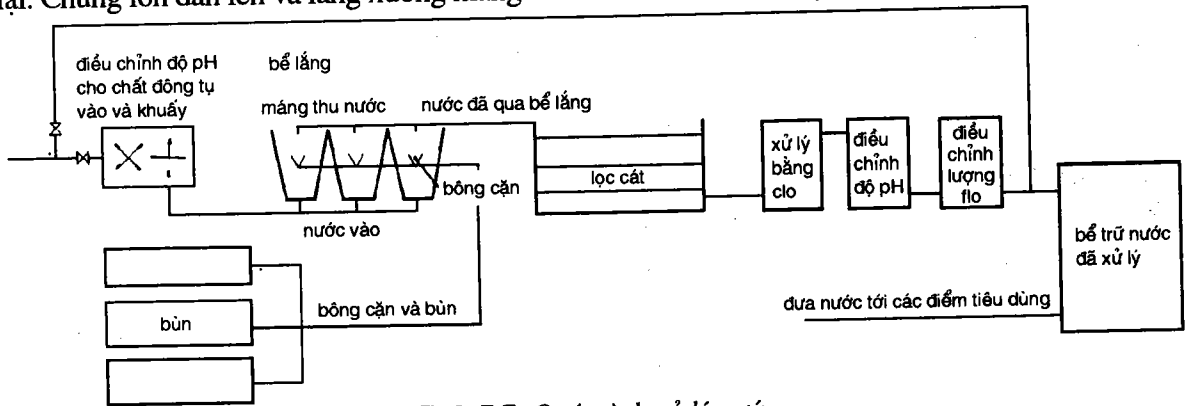 Chúng lớn dần lên và lắng xuống
điều chỉnh độ pH
cho chất đông tụ
vào và khuấy
bể lắng
máng thu nước
nước đã qua bể lắng
bông cặn
nước vào
lọc cát
xử lý
bằng
clo
điều
chỉnh
độ pH
điều
chỉnh
lượng
flo
bể trữ nước
đã xử lý
đưa nước tới các điểm tiêu dùng
bông cặn và bùn
bùn